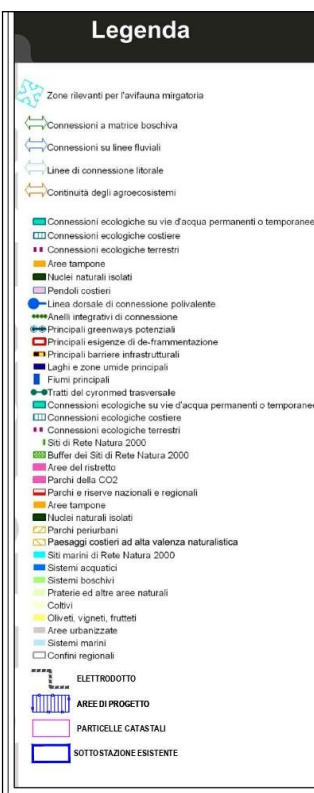 Legenda
Zone rilevanti per l'avifauna mirgatoria
Connessioni a matrice boschiva
Connessioni su linee fluviali
Linee di connessione litorale
Continuità degli agroecosistemi
Connessioni ecologiche su vie d'acqua permanenti o temporanee
Connessioni ecologiche costiere
Connessioni ecologiche terrestri
Aree tampone
Nuclei naturali isolati
Pendoli costieri
Linea dorsale di connessione polivalente
Anelli integrativi di connessione
Principali greenways potenziali
Principali esigenze di de-frammentazione
Principali barriere infrastrutturali
Laghi e zone umide principali
Fiumi principali
Tratti del cyronmed trasversale
Connessioni ecologiche su vie d'acqua permanenti o temporanee
Connessioni ecologiche costiere
Connessioni ecologiche terrestri
Siti di Rete Natura 2000
Buffer dei Siti di Rete Natura 2000
Aree del ristretto
Parchi della CO2
Parchi e riserve nazionali e regionali
Aree tampone
Nuclei naturali isolati
Parchi periurbani
Paesaggi costieri ad alta valenza naturalistica
Siti marini di Rete Natura 2000
Sistemi acquatici
Sistemi boschivi
Praterie ed altre aree naturali
Coltivi
Oliveti, vigneti, frutteti
Aree urbanizzate
Sistemi marini
Confini regionali
ELETTRODOTTO
AREE DI PROGETTO
PARTICELLE CATASTALI
SOTTOSTAZIONE ESISTENTE